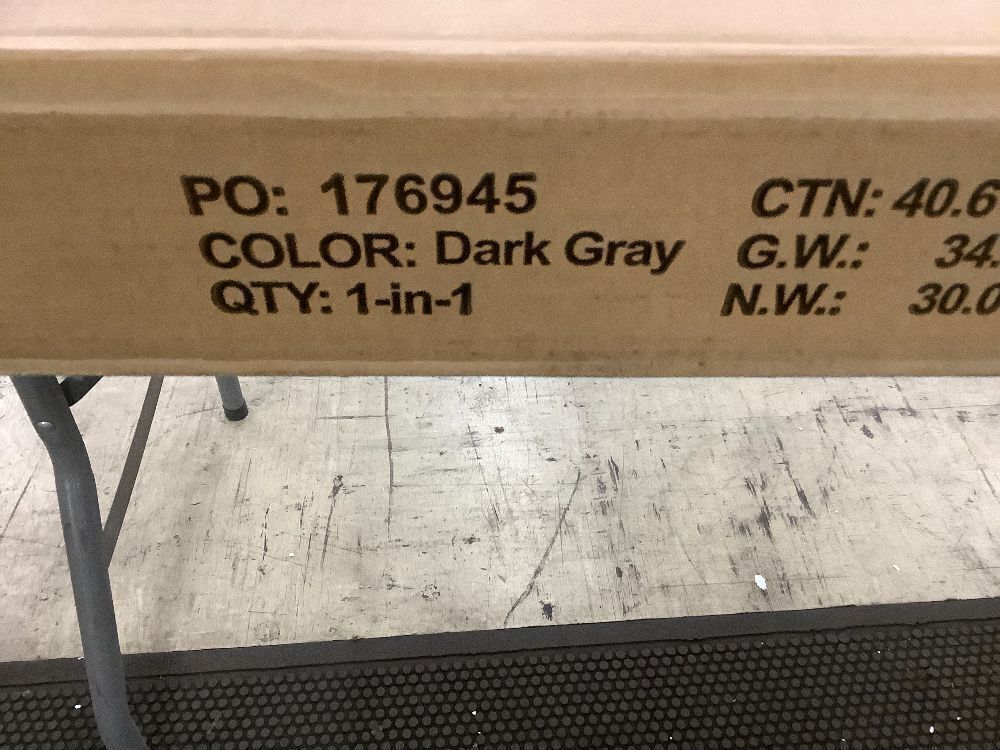 PO: 176945
COLOR: Dark Gray
QTY: 1-in-1
CTN: 40.6
G.W.: 34.
N.W.: 30.0